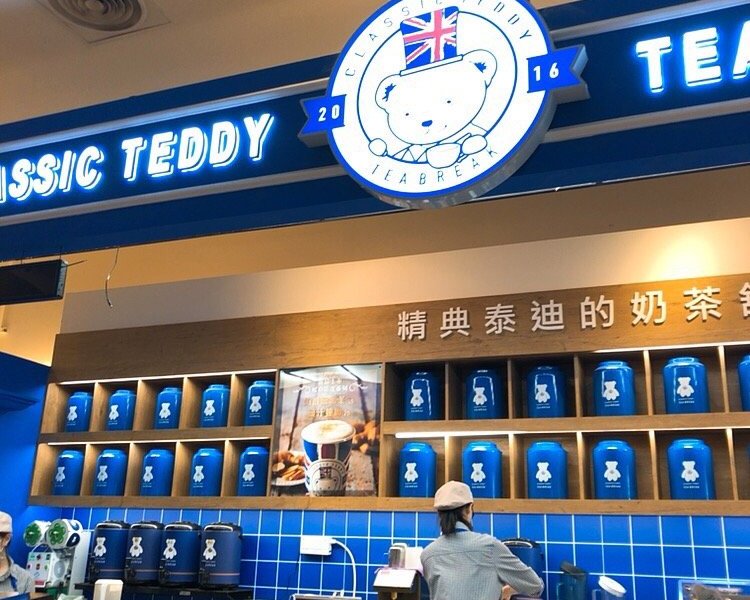 CLASSIC TEDDY
20 16
TEABREAK
ASSIC TEDDY
TEA
精典泰迪的奶茶